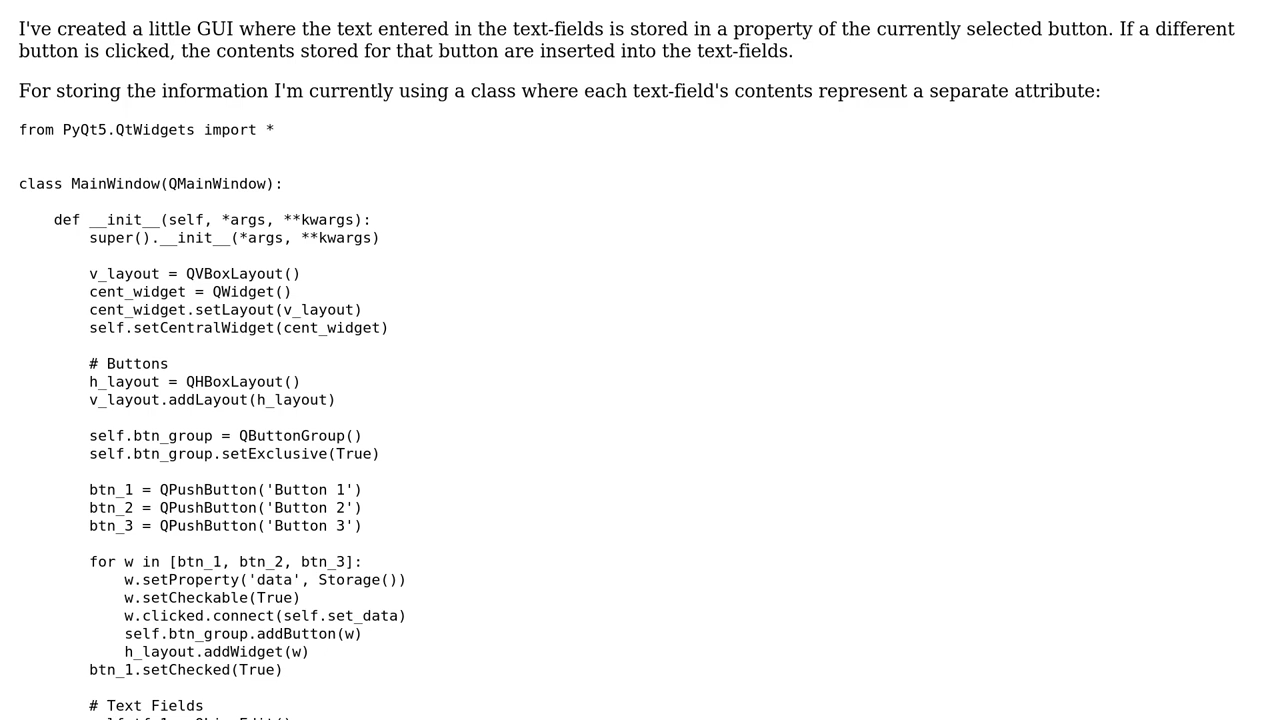 I've created a little GUI where the text entered in the text-fields is stored in a property of the currently selected button. If a different
button is clicked, the contents stored for that button are inserted into the text-fields.
For storing the information I'm currently using a class where each text-field's contents represent a separate attribute:
from PyQt5.QtWidgets import *
class MainWindow(QMainWindow):
    def __init__(self, *args, **kwargs):
        super().__init__(*args, **kwargs)
        v_layout = QVBoxLayout()
        cent_widget = QWidget()
        cent_widget.setLayout(v_layout)
        self.setCentralWidget(cent_widget)
        # Buttons
        h_layout = QHBoxLayout()
        v_layout.addLayout(h_layout)
        self.btn_group = QButtonGroup()
        self.btn_group.setExclusive(True)
        btn_1 = QPushButton('Button 1')
        btn_2 = QPushButton('Button 2')
        btn_3 = QPushButton('Button 3')
        for w in [btn_1, btn_2, btn_3]:
            w.setProperty('data', Storage())
            w.setCheckable(True)
            w.clicked.connect(self.set_data)
            self.btn_group.addButton(w)
            h_layout.addWidget(w)
        btn_1.setChecked(True)
        # Text Fields